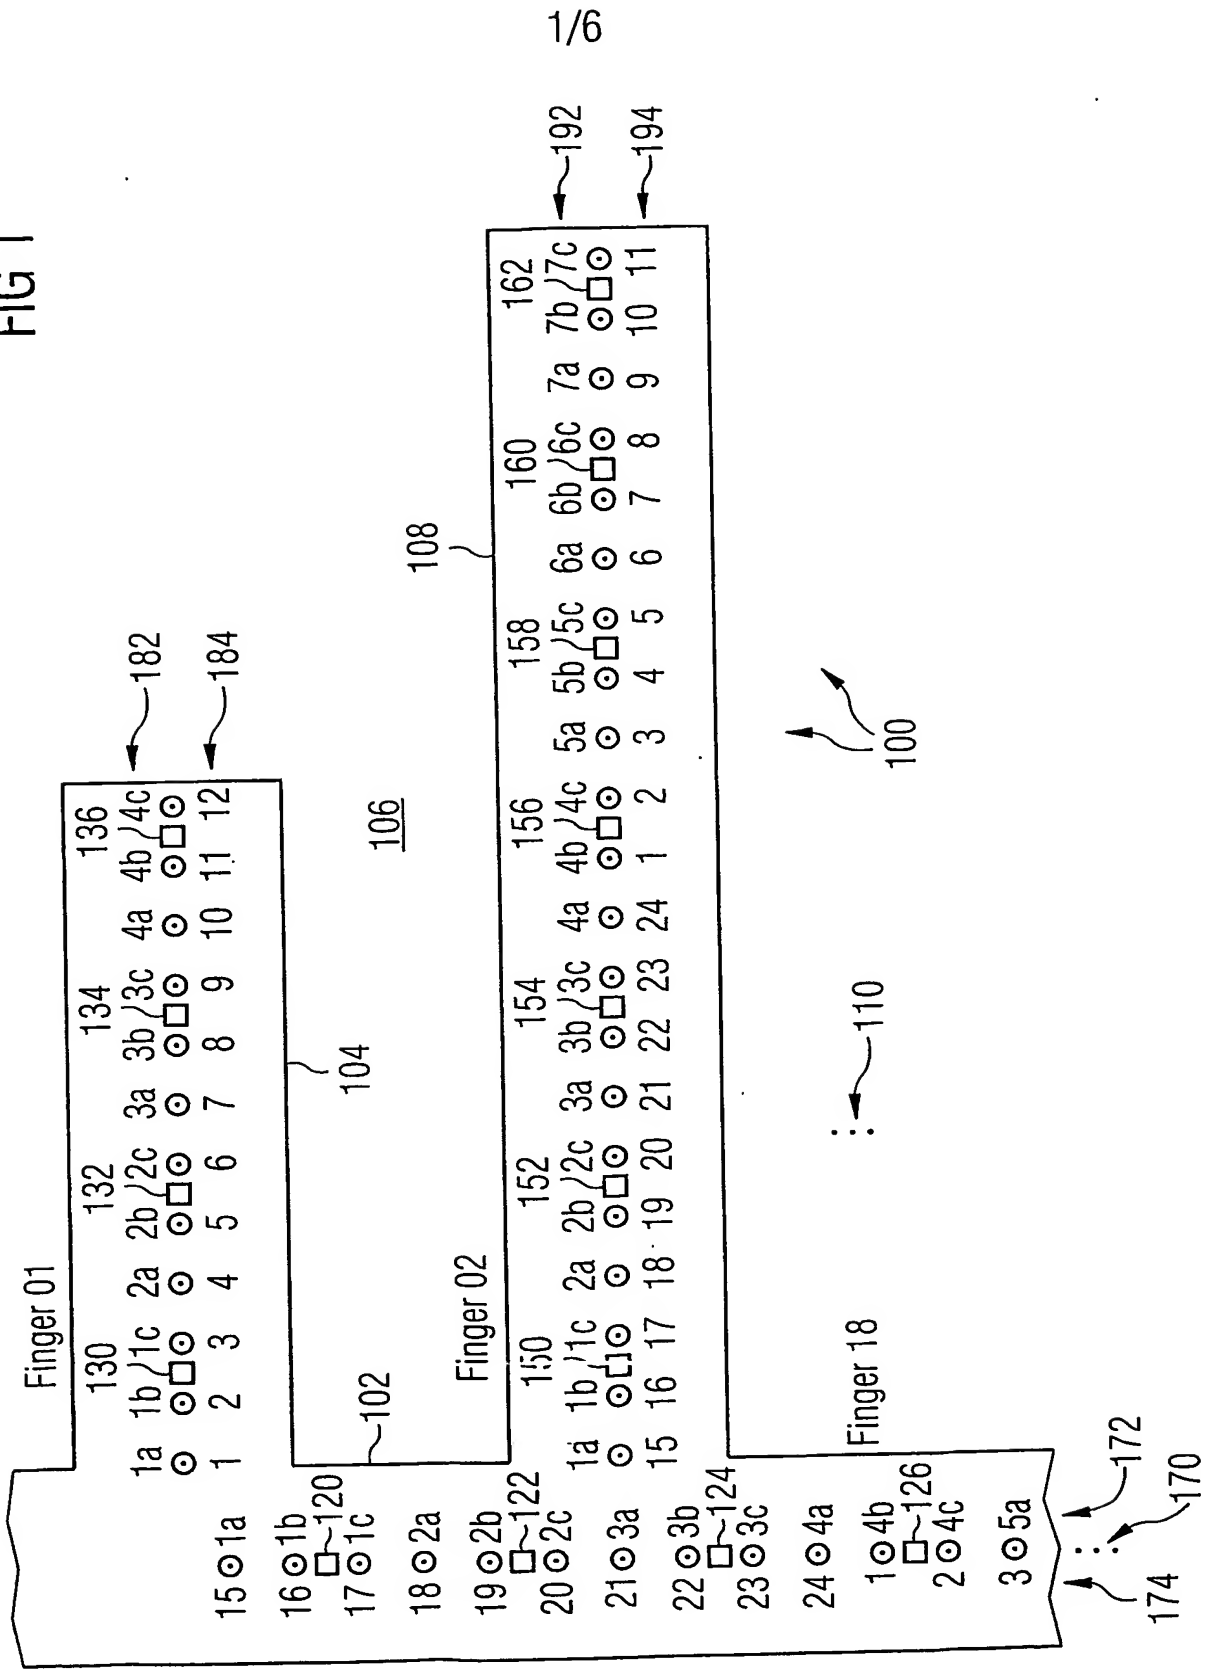 1/6
FIG 1
Finger 01
130 132 134 136
1a 1b 1c 2a 2b 2c 3a 3b 3c 4a 4b 4c
1 2 3 4 5 6 7 8 9 10 11 12
182
184
104
106
102
108
Finger 02
150 152 154 156 158 160 162
1a 1b 1c 2a 2b 2c 3a 3b 3c 4a 4b 4c 5a 5b 5c 6a 6b 6c 7a 7b 7c
15 16 17 18 19 20 21 22 23 24 1 2 3 4 5 6 7 8 9 10 11
192
194
100
110
Finger 18
15 1a
16 1b
120
17 1c
18 2a
19 2b
122
20 2c
21 3a
22 3b
124
23 3c
24 4a
1 4b
126
2 4c
3 5a
172
170
174